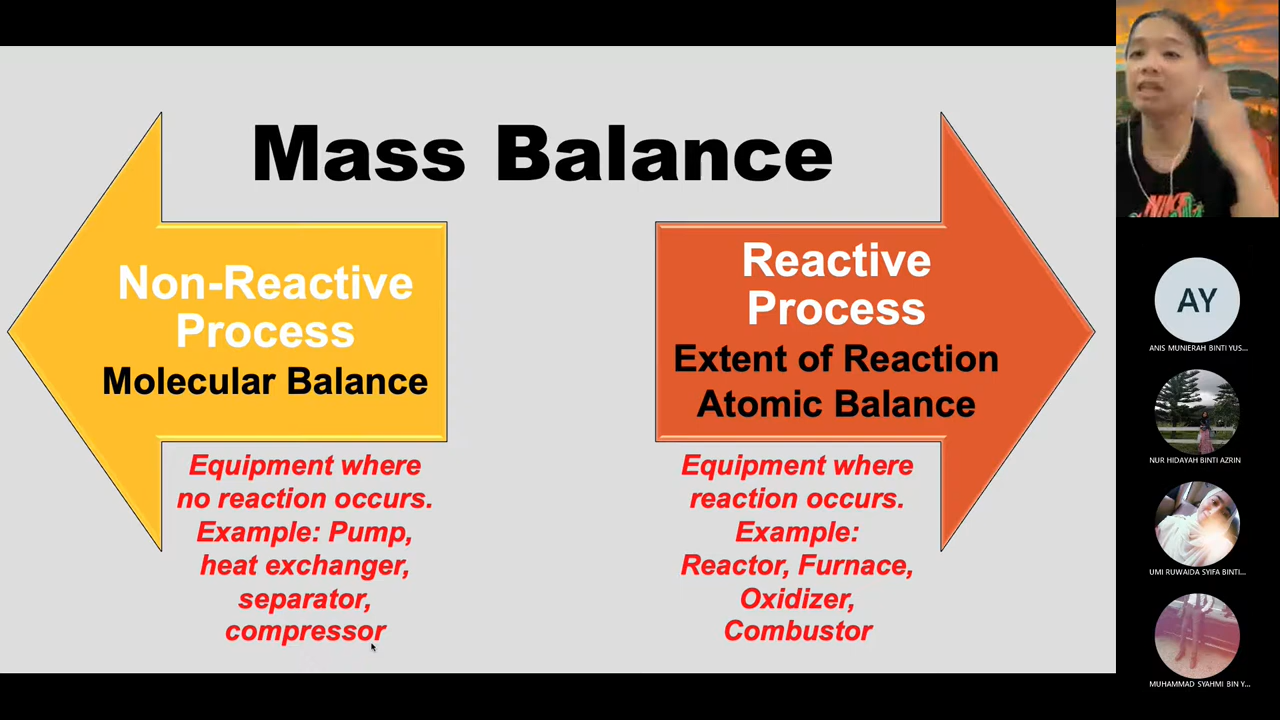 Mass Balance
Non-Reactive
Process
Molecular Balance
Equipment where
no reaction occurs.
Example: Pump,
heat exchanger,
separator,
compressor
Reactive
Process
Extent of Reaction
Atomic Balance
Equipment where
reaction occurs.
Example:
Reactor, Furnace,
Oxidizer,
Combustor
NIKE
AY
ANIS MUNIERAH BINTI YUS...
NUR HIDAYAH BINTI AZRIN
UMI RUWAIDA SYIFA BINTI...
MUHAMMAD SYAHMI BIN Y...